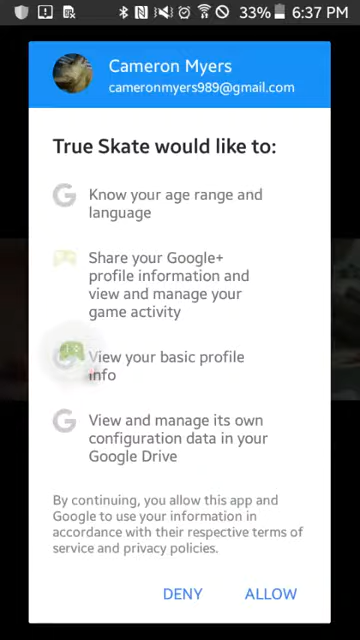 33% 6:37 PM
Cameron Myers
cameronmyers989@gmail.com
True Skate would like to:
Know your age range and
language
Share your Google+
profile information and
view and manage your
game activity
View your basic profile
info
View and manage its own
configuration data in your
Google Drive
By continuing, you allow this app and
Google to use your information in
accordance with their respective terms of
service and privacy policies.
DENY ALLOW